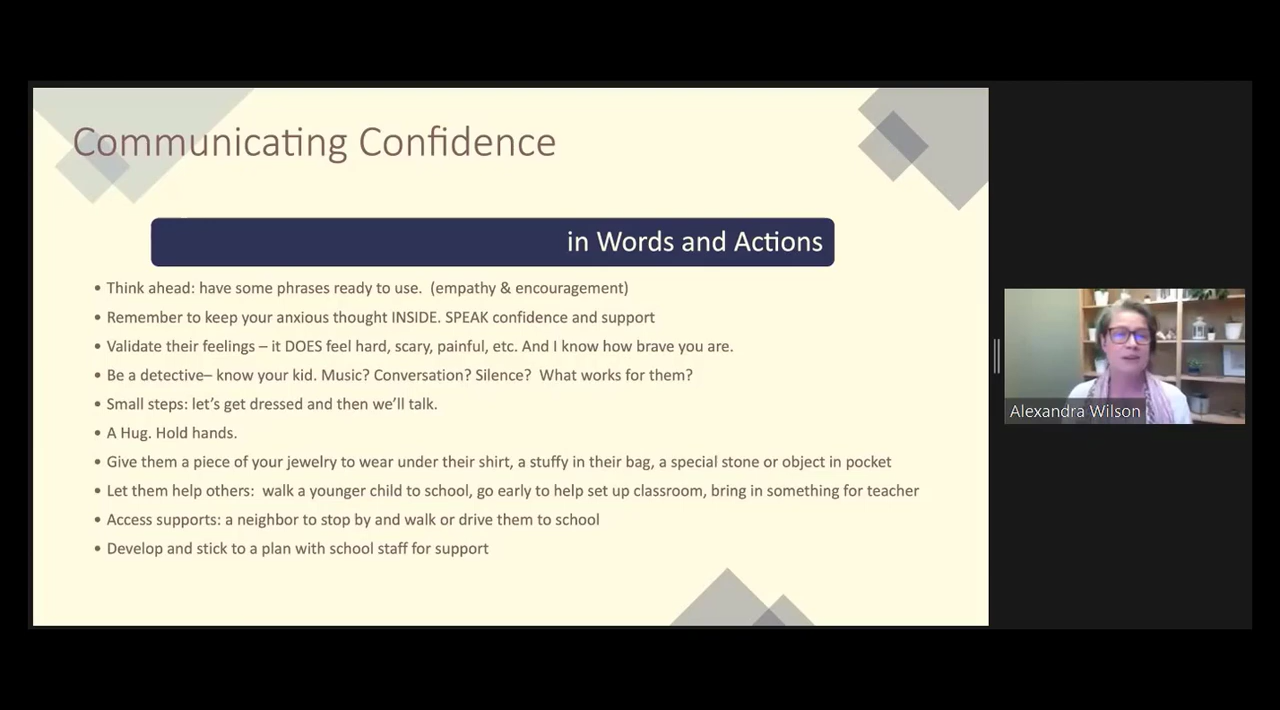 Communicating Confidence
in Words and Actions
• Think ahead: have some phrases ready to use.  (empathy & encouragement)
• Remember to keep your anxious thought INSIDE. SPEAK confidence and support
• Validate their feelings – it DOES feel hard, scary, painful, etc. And I know how brave you are.
• Be a detective– know your kid. Music? Conversation? Silence?  What works for them?
• Small steps: let's get dressed and then we'll talk.
• A Hug. Hold hands.
• Give them a piece of your jewelry to wear under their shirt, a stuffy in their bag, a special stone or object in pocket
• Let them help others:  walk a younger child to school, go early to help set up classroom, bring in something for teacher
• Access supports: a neighbor to stop by and walk or drive them to school
• Develop and stick to a plan with school staff for support
Alexandra Wilson